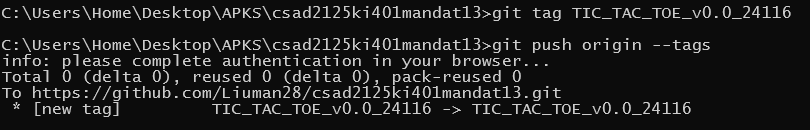 C:\Users\Home\Desktop\APKS\csad2125ki401mandat13>git tag TIC_TAC_TOE_v0.0_24116
C:\Users\Home\Desktop\APKS\csad2125ki401mandat13>git push origin --tags
info: please complete authentication in your browser...
Total 0 (delta 0), reused 0 (delta 0), pack-reused 0
To https://github.com/Liuman28/csad2125ki401mandat13.git
 * [new tag]         TIC_TAC_TOE_v0.0_24116 -> TIC_TAC_TOE_v0.0_24116